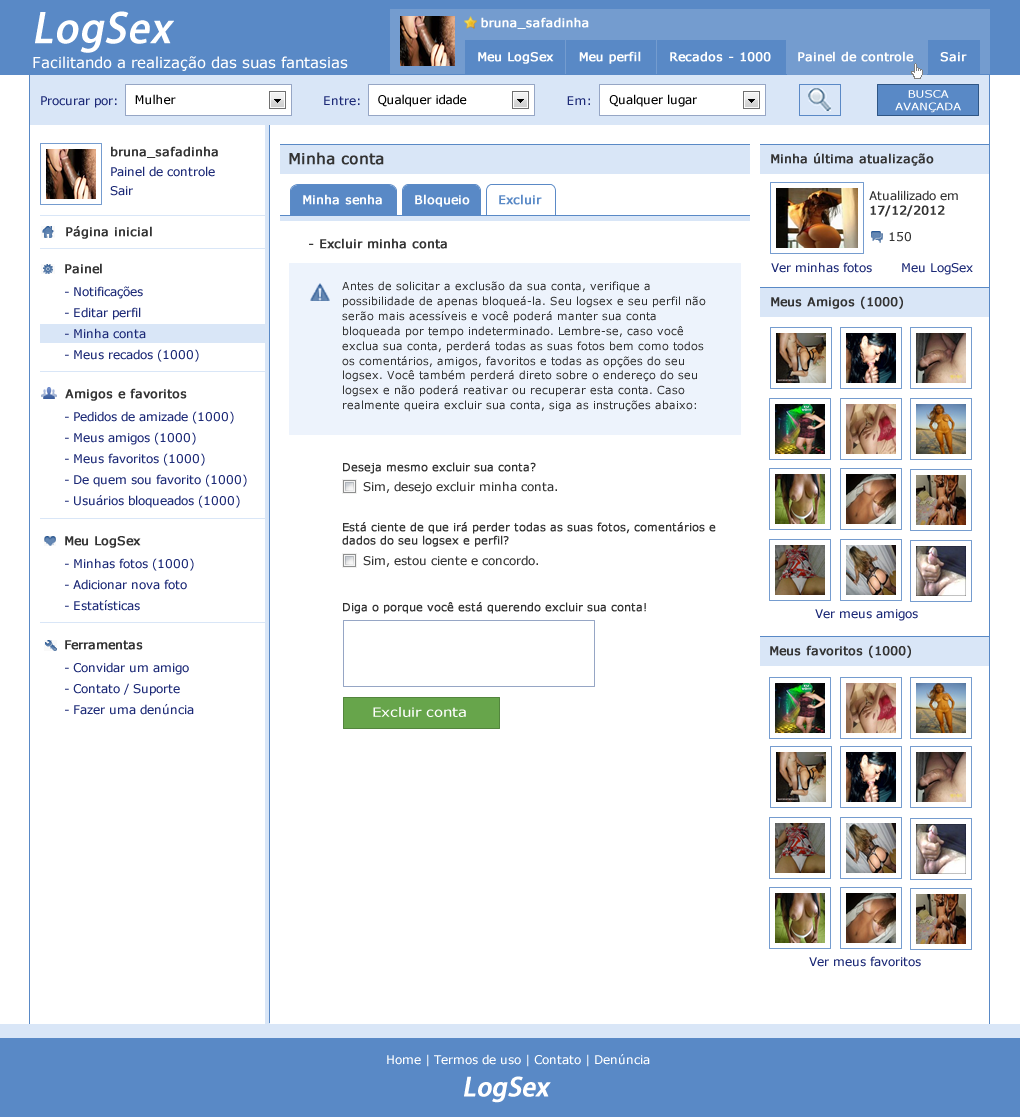 LogSex
Facilitando a realização das suas fantasias
bruna_safadinha
Meu LogSex
Meu perfil
Recados - 1000
Painel de controle
Sair
Procurar por:
Mulher
Entre:
Qualquer idade
Em:
Qualquer lugar
BUSCA
AVANÇADA
bruna_safadinha
Painel de controle
Sair
Página inicial
Painel
- Notificações
- Editar perfil
- Minha conta
- Meus recados (1000)
Amigos e favoritos
- Pedidos de amizade (1000)
- Meus amigos (1000)
- Meus favoritos (1000)
- De quem sou favorito (1000)
- Usuários bloqueados (1000)
Meu LogSex
- Minhas fotos (1000)
- Adicionar nova foto
- Estatísticas
Ferramentas
- Convidar um amigo
- Contato / Suporte
- Fazer uma denúncia
Minha conta
Minha senha
Bloqueio
Excluir
- Excluir minha conta
Antes de solicitar a exclusão da sua conta, verifique a
possibilidade de apenas bloqueá-la. Seu logsex e seu perfil não
serão mais acessíveis e você poderá manter sua conta
bloqueada por tempo indeterminado. Lembre-se, caso você
exclua sua conta, perderá todas as suas fotos bem como todos
os comentários, amigos, favoritos e todas as opções do seu
logsex. Você também perderá direto sobre o endereço do seu
logsex e não poderá reativar ou recuperar esta conta. Caso
realmente queira excluir sua conta, siga as instruções abaixo:
Deseja mesmo excluir sua conta?
Sim, desejo excluir minha conta.
Está ciente de que irá perder todas as suas fotos, comentários e
dados do seu logsex e perfil?
Sim, estou ciente e concordo.
Diga o porque você está querendo excluir sua conta!
Excluir conta
Minha última atualização
Atualilizado em
17/12/2012
150
Ver minhas fotos
Meu LogSex
Meus Amigos (1000)
Ver meus amigos
Meus favoritos (1000)
Ver meus favoritos
Home | Termos de uso | Contato | Denúncia
LogSex